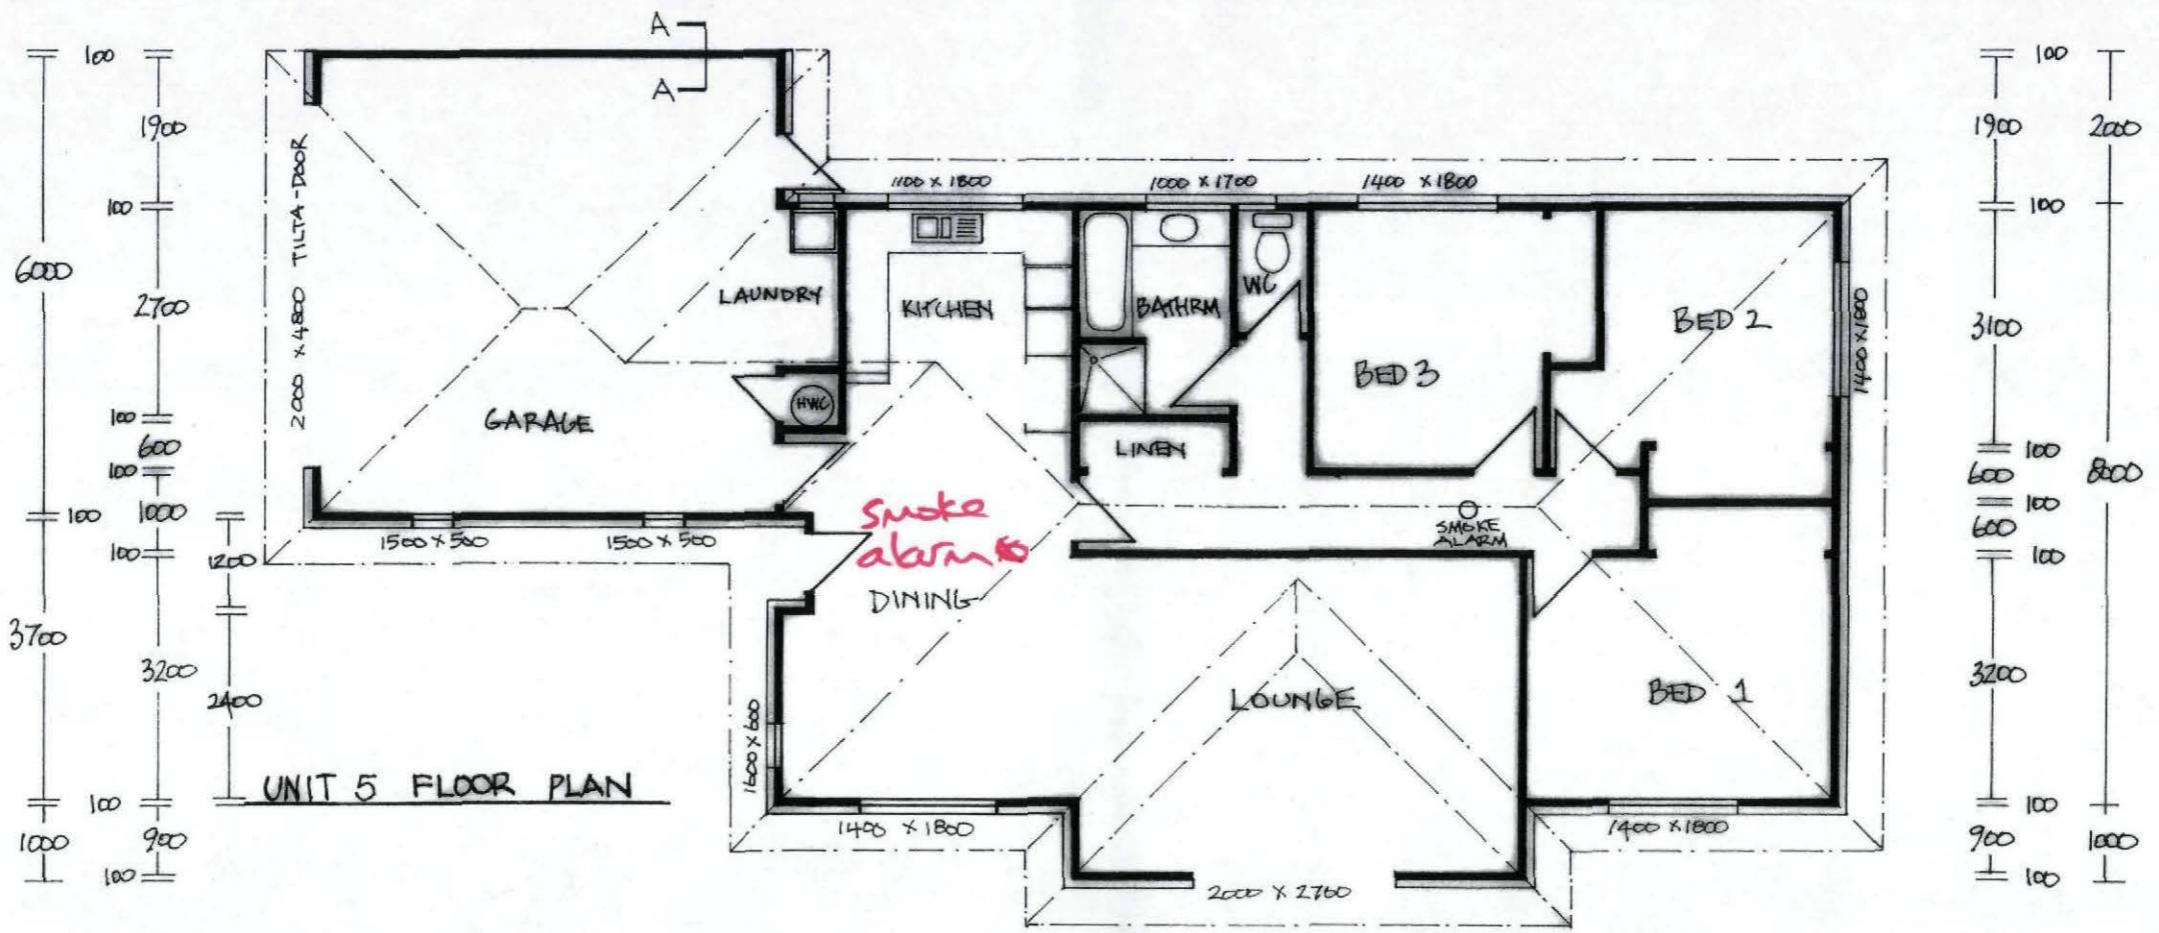 A
A
100
1900
100
6000
2700
100
600
100
100
1000
100
1200
3700
3200
2400
100
1000
900
100
2000 x 4800 TILTA-DOOR
1100 x 1800
1000 x 1700
1400 x 1800
LAUNDRY
KITCHEN
BATHRM
WC
BED 3
BED 2
1400 x 1800
HWC
GARAGE
LINEN
smoke
alarm
SMOKE
ALARM
1500 x 500
1500 x 500
DINING
LOUNGE
BED 1
1600 x 600
UNIT 5 FLOOR PLAN
1400 x 1800
1400 x 1800
2000 x 2700
100
1900
2000
100
3100
100
600
8000
100
600
100
3200
100
900
1000
100